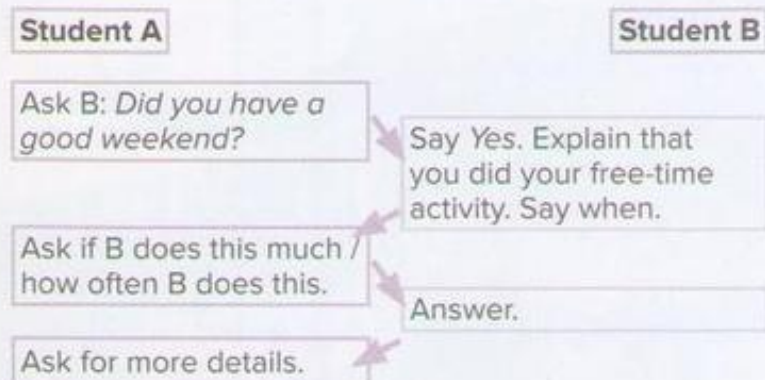 Student A
Student B
Ask B: Did you have a
good weekend?
Say Yes. Explain that
you did your free-time
activity. Say when.
Ask if B does this much /
how often B does this.
Answer.
Ask for more details.